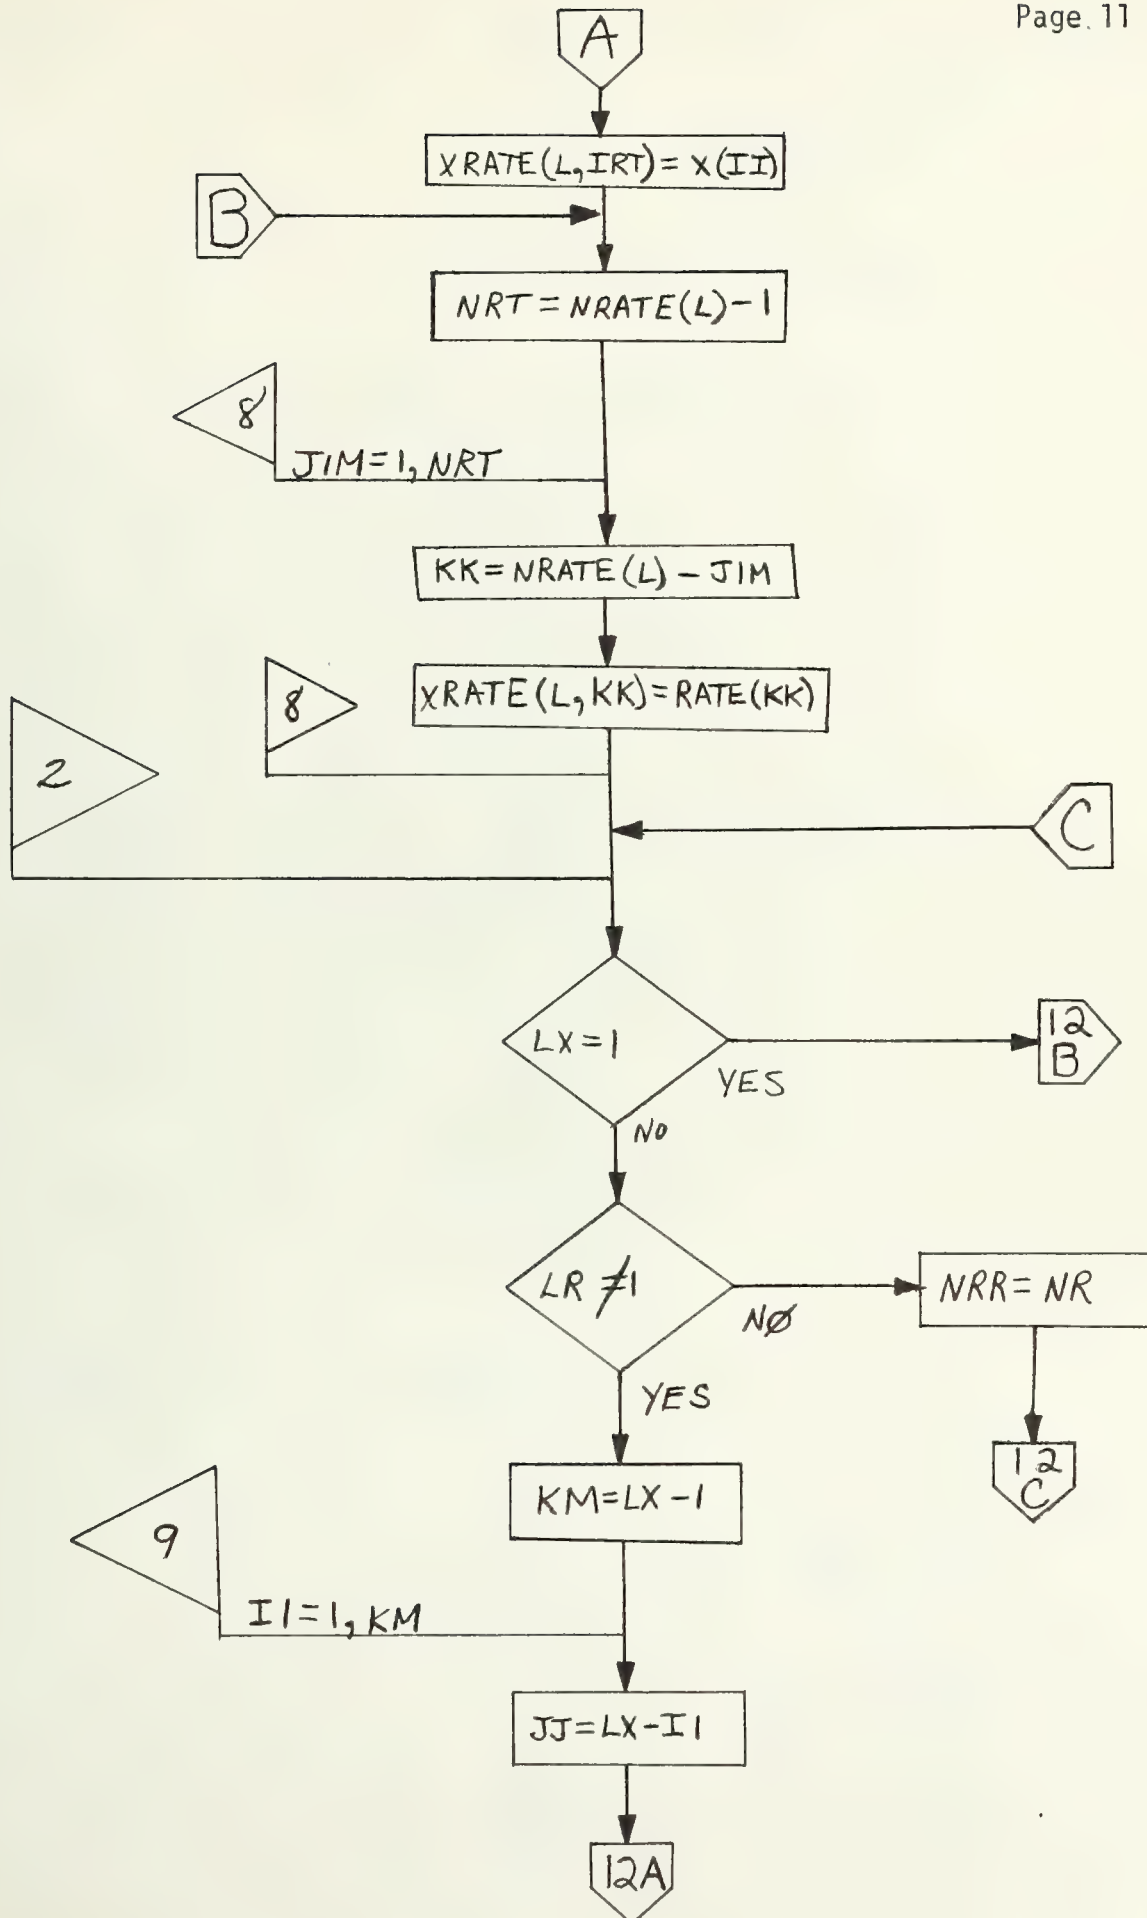 Page. 11
A
XRATE(L,IRT)= X(II)
B
NRT = NRATE(L)-1
8
JIM=1, NRT
KK=NRATE(L) - JIM
XRATE(L,KK)=RATE(KK)
8
2
C
LX=1
YES
12
B
NO
LR ≠1
NØ
NRR= NR
YES
12
C
KM=LX-1
9
I1=1, KM
JJ=LX-I1
12A